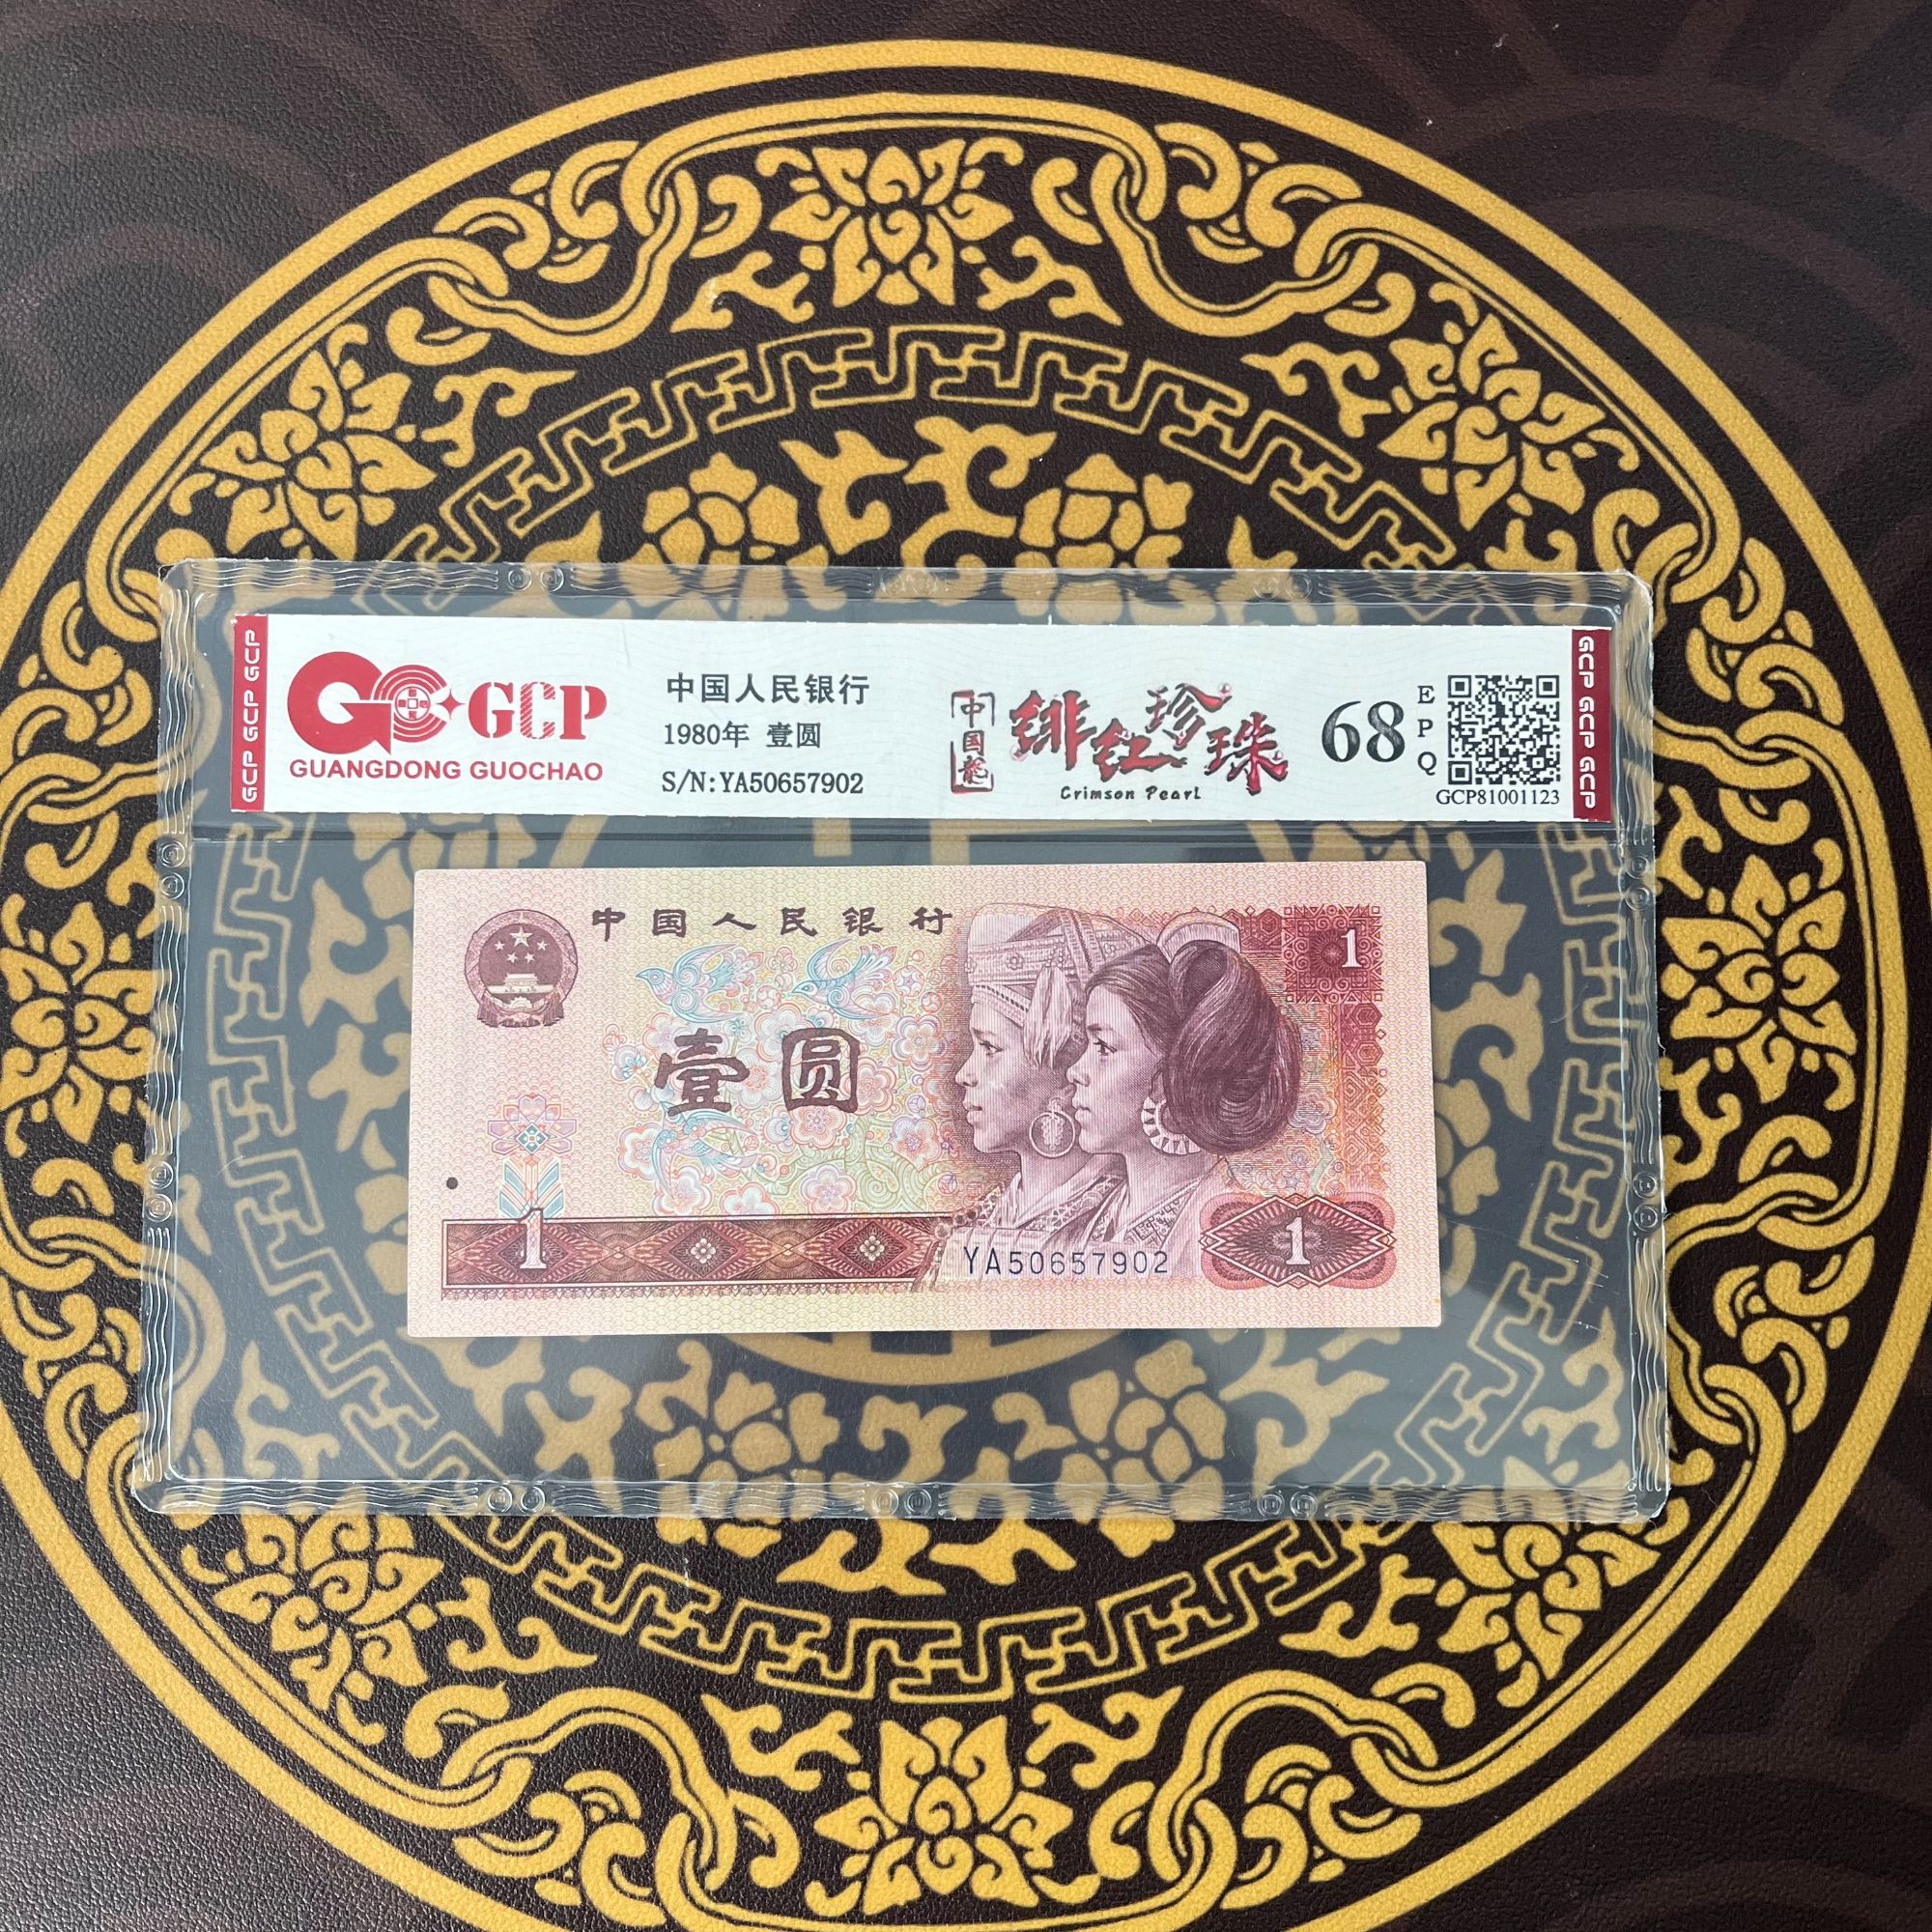 GCP GCP GCP
GCP
GUANGDONG GUOCHAO
中国人民银行
1980年 壹圆
S/N:YA50657902
中国龍
绯红珍珠
Crimson Pearl
68
EPQ
GCP81001123
GCP GCP GCP
中国人民银行
1
壹圆
1
YA50657902
1